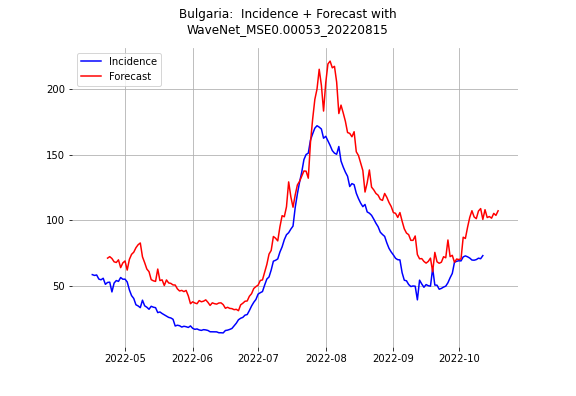 Bulgaria:  Incidence + Forecast with
WaveNet_MSE0.00053_20220815
Incidence
Forecast
200
150
100
50
2022-05 2022-06 2022-07 2022-08 2022-09 2022-10